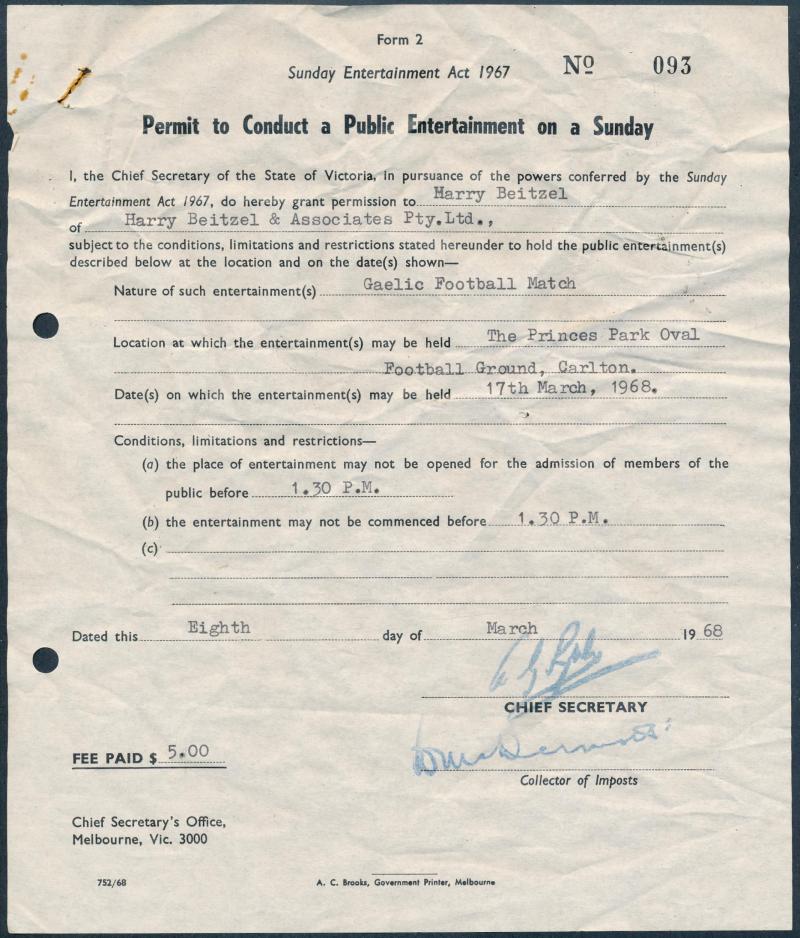 Form 2
Sunday Entertainment Act 1967 Nº 093
Permit to Conduct a Public Entertainment on a Sunday
I, the Chief Secretary of the State of Victoria, in pursuance of the powers conferred by the Sunday
Entertainment Act 1967, do hereby grant permission to Harry Beitzel
of Harry Beitzel & Associates Pty.Ltd.,
subject to the conditions, limitations and restrictions stated hereunder to hold the public entertainment(s)
described below at the location and on the date(s) shown—
Nature of such entertainment(s) Gaelic Football Match
Location at which the entertainment(s) may be held The Princes Park Oval
Football Ground, Carlton.
Date(s) on which the entertainment(s) may be held 17th March, 1968.
Conditions, limitations and restrictions—
(a) the place of entertainment may not be opened for the admission of members of the
public before 1.30 P.M.
(b) the entertainment may not be commenced before 1.30 P.M.
(c)
Dated this Eighth day of March 1968
CHIEF SECRETARY
FEE PAID $ 5.00
Collector of Imposts
Chief Secretary's Office,
Melbourne, Vic. 3000
752/68 A. C. Brooks, Government Printer, Melbourne